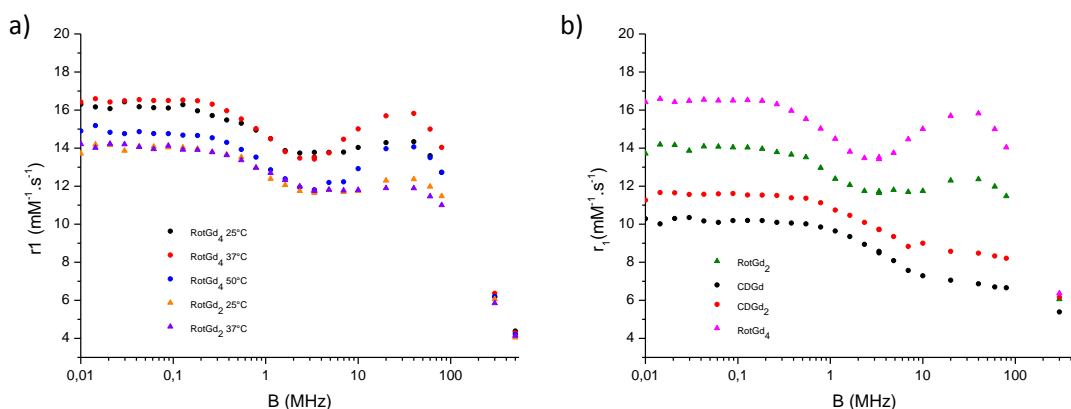 a)
r1 (mM⁻¹.s⁻¹)
20
18
16
14
12
10
8
6
4
RotGd₄ 25°C
RotGd₄ 37°C
RotGd₄ 50°C
RotGd₂ 25°C
RotGd₂ 37°C
0,01 0,1 1 10 100
B (MHz)
b)
r₁(mM⁻¹.s⁻¹)
20
18
16
14
12
10
8
6
4
RotGd₂
CDGd
CDGd₂
RotGd₄
0,01 0,1 1 10 100
B (MHz)